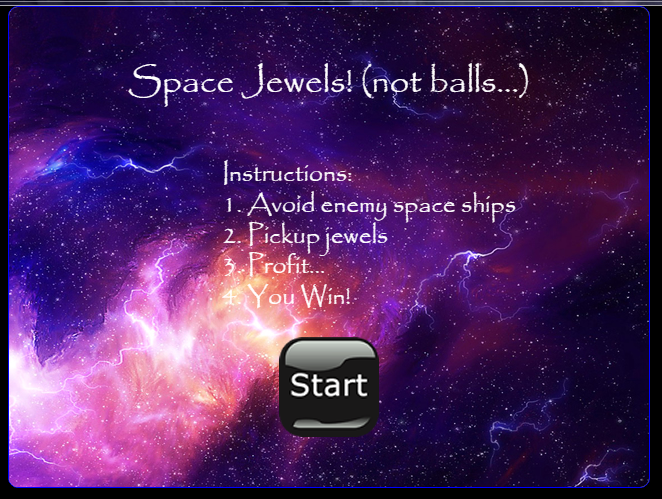 Space Jewels! (not balls...)
Instructions:
1. Avoid enemy space ships
2. Pickup jewels
3. Profit...
4. You Win!
Start